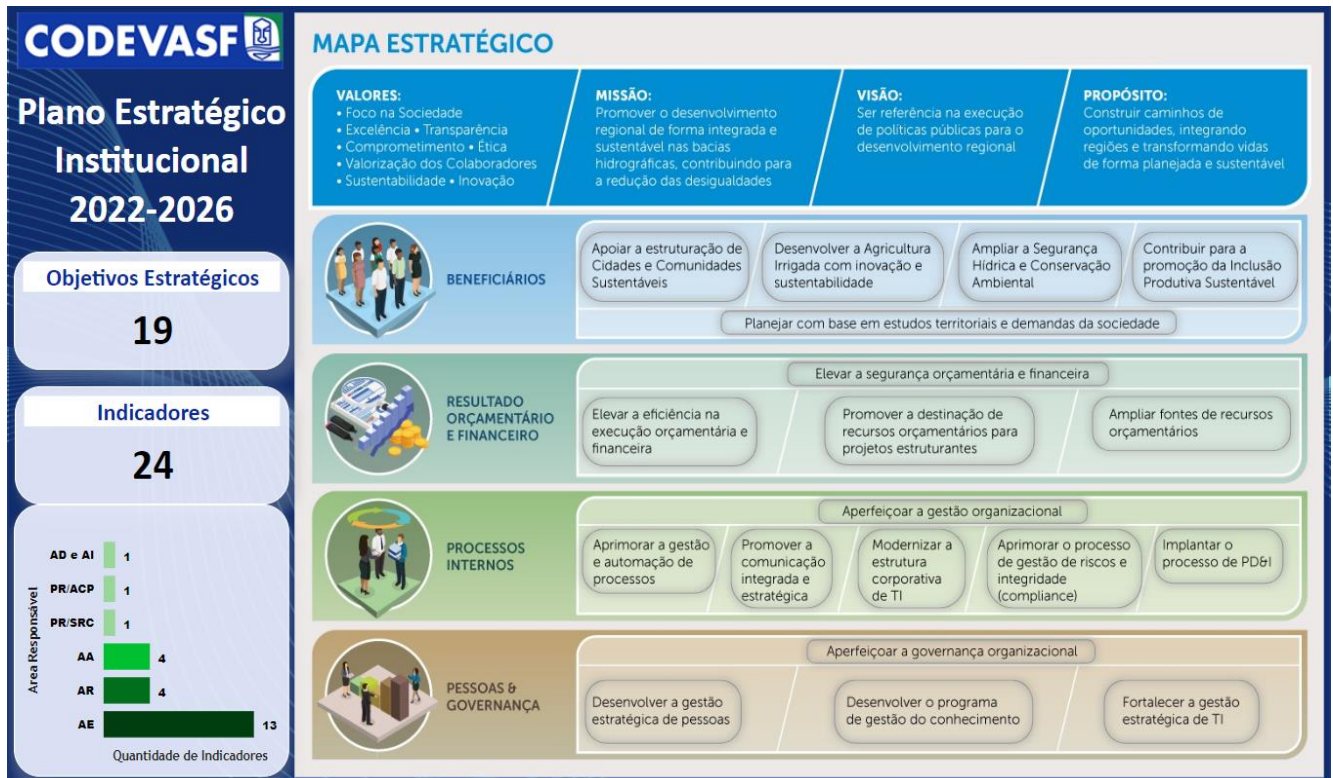 CODEVASF
Plano Estratégico
Institucional
2022-2026
Objetivos Estratégicos
19
Indicadores
24
Area Responsável
AD e AI 1
PR/ACP 1
PR/SRC 1
AA 4
AR 4
AE 13
Quantidade de Indicadores
MAPA ESTRATÉGICO
VALORES:
• Foco na Sociedade
• Excelência • Transparência
• Comprometimento • Ética
• Valorização dos Colaboradores
• Sustentabilidade • Inovação
MISSÃO:
Promover o desenvolvimento
regional de forma integrada e
sustentável nas bacias
hidrográficas, contribuindo para
a redução das desigualdades
VISÃO:
Ser referência na execução
de políticas públicas para o
desenvolvimento regional
PROPÓSITO:
Construir caminhos de
oportunidades, integrando
regiões e transformando vidas
de forma planejada e sustentável
BENEFICIÁRIOS
Apoiar a estruturação de
Cidades e Comunidades
Sustentáveis
Desenvolver a Agricultura
Irrigada com inovação e
sustentabilidade
Ampliar a Segurança
Hídrica e Conservação
Ambiental
Contribuir para a
promoção da Inclusão
Produtiva Sustentável
Planejar com base em estudos territoriais e demandas da sociedade
RESULTADO
ORÇAMENTÁRIO
E FINANCEIRO
Elevar a segurança orçamentária e financeira
Elevar a eficiência na
execução orçamentária e
financeira
Promover a destinação de
recursos orçamentários para
projetos estruturantes
Ampliar fontes de recursos
orçamentários
PROCESSOS
INTERNOS
Aperfeiçoar a gestão organizacional
Aprimorar a gestão
e automação de
processos
Promover a
comunicação
integrada e
estratégica
Modernizar a
estrutura
corporativa
de TI
Aprimorar o processo
de gestão de riscos e
integridade
(compliance)
Implantar o
processo de PD&I
PESSOAS &
GOVERNANÇA
Aperfeiçoar a governança organizacional
Desenvolver a gestão
estratégica de pessoas
Desenvolver o programa
de gestão do conhecimento
Fortalecer a gestão
estratégica de TI